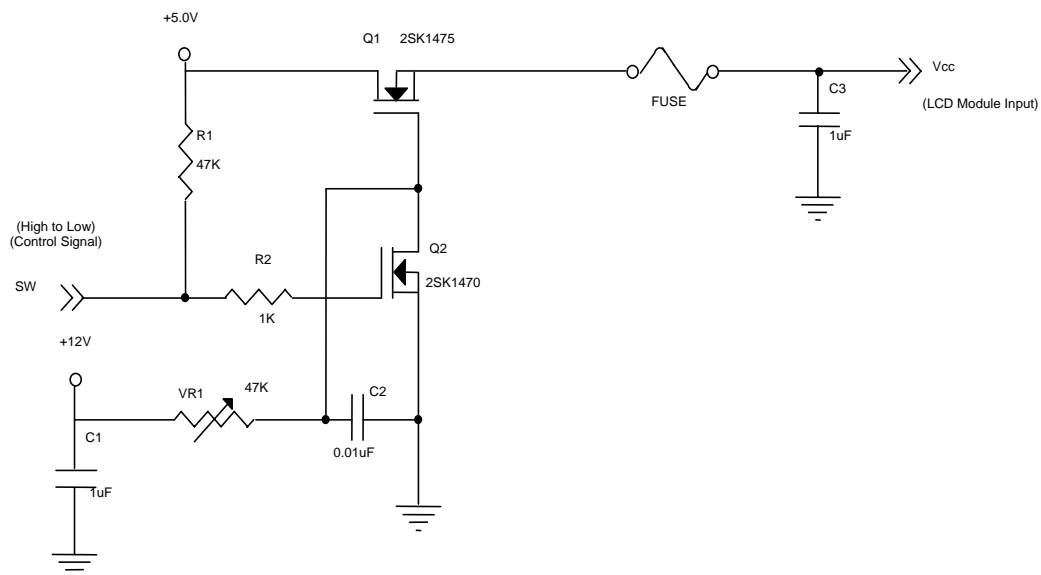 +5.0V
Q1 2SK1475
Vcc
C3
FUSE
(LCD Module Input)
R1
1uF
47K
(High to Low)
(Control Signal)
Q2
R2
2SK1470
SW
1K
+12V
VR1 47K
C2
C1
0.01uF
1uF